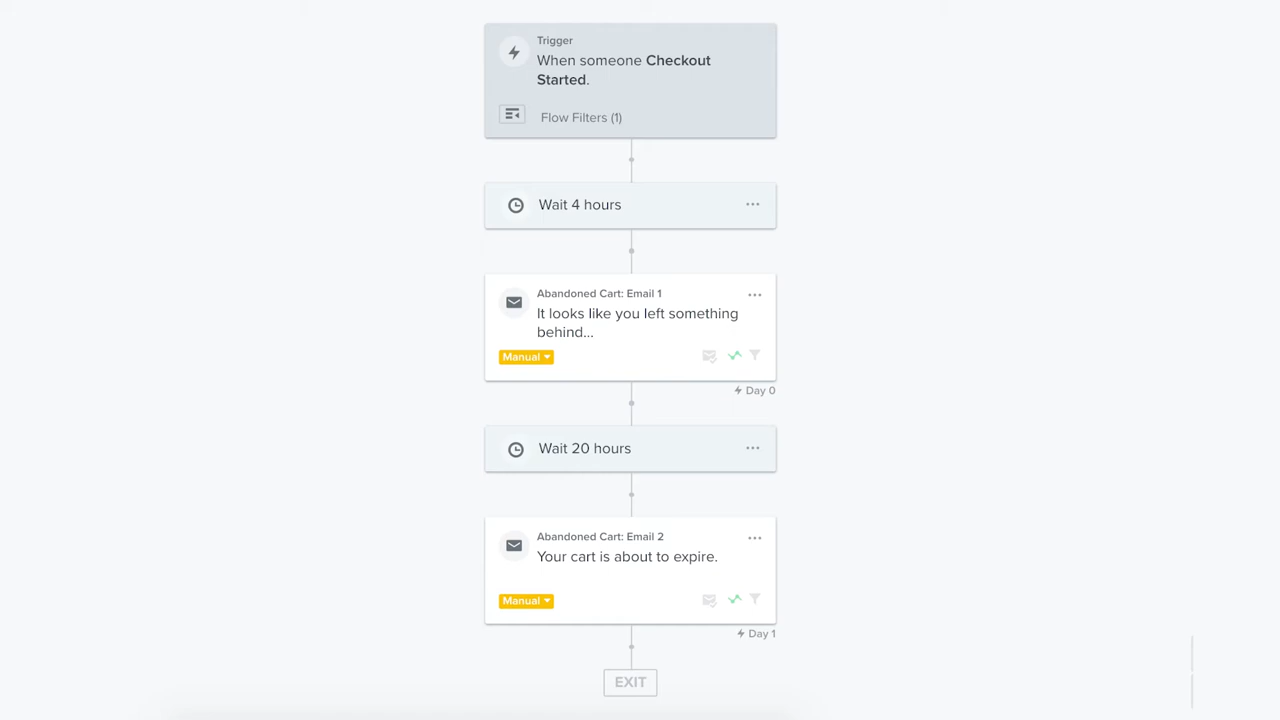 Trigger
When someone Checkout
Started.
Flow Filters (1)
Wait 4 hours
Abandoned Cart: Email 1
It looks like you left something
behind...
Manual
Day 0
Wait 20 hours
Abandoned Cart: Email 2
Your cart is about to expire.
Manual
Day 1
EXIT